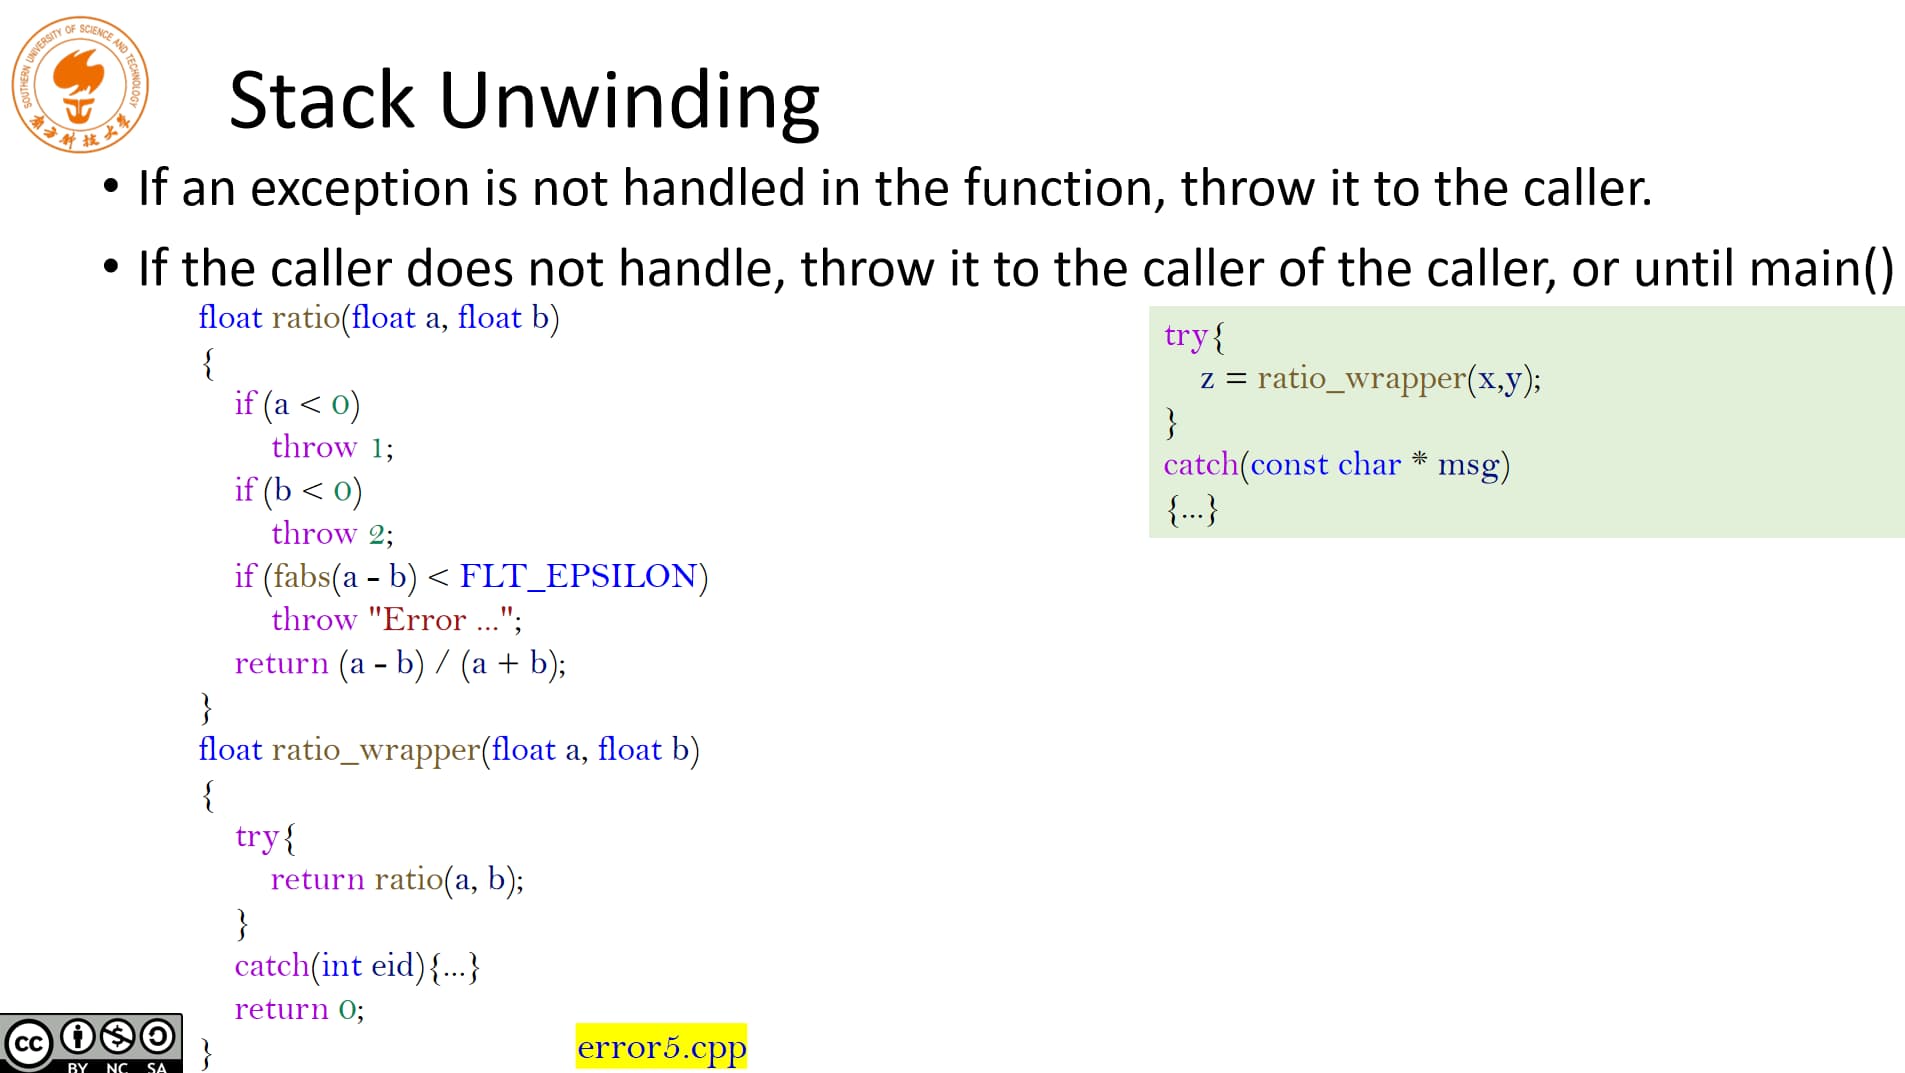 SOUTHERN UNIVERSITY OF SCIENCE AND TECHNOLOGY
南方科技大学
Stack Unwinding
• If an exception is not handled in the function, throw it to the caller.
• If the caller does not handle, throw it to the caller of the caller, or until main()
float ratio(float a, float b)
{
if (a < 0)
throw 1;
if (b < 0)
throw 2;
if (fabs(a - b) < FLT_EPSILON)
throw "Error ...";
return (a - b) / (a + b);
}
float ratio_wrapper(float a, float b)
{
try{
return ratio(a, b);
}
catch(int eid){...}
return 0;
}
try{
z = ratio_wrapper(x,y);
}
catch(const char * msg)
{...}
error5.cpp
cc
BY NC SA